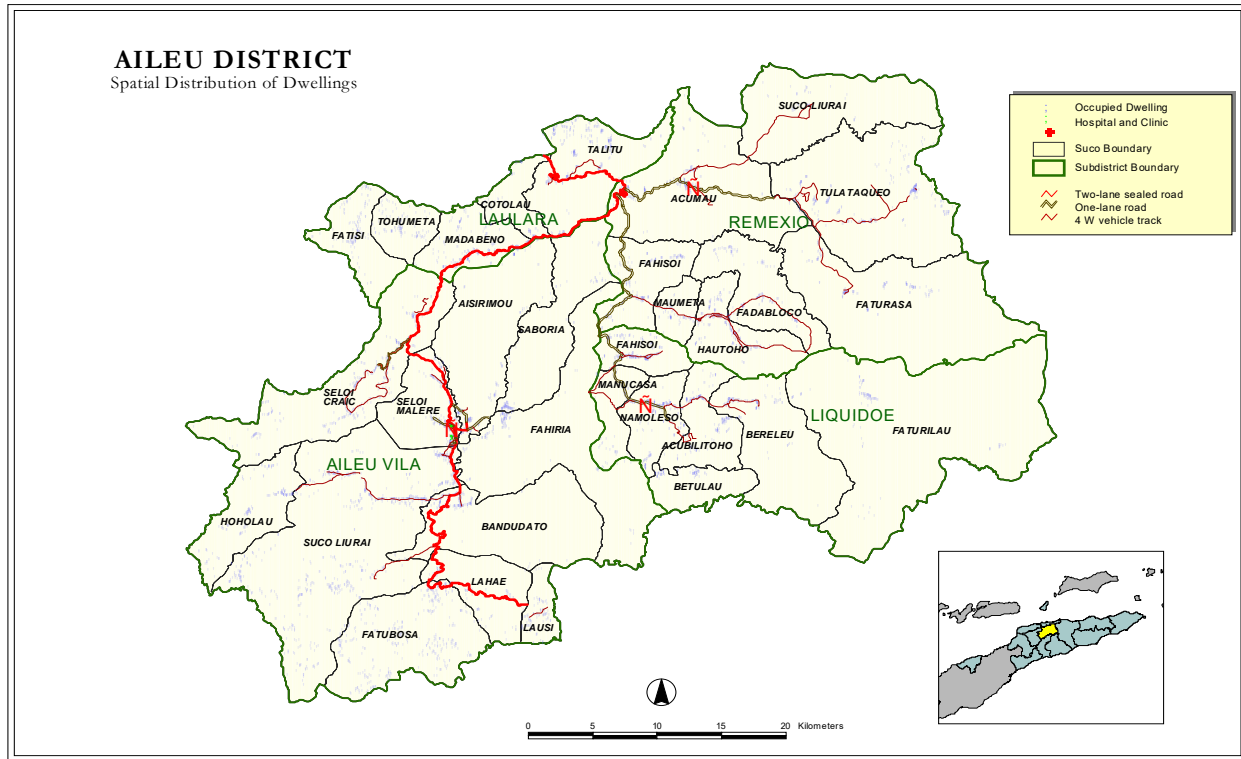 AILEU DISTRICT
Spatial Distribution of Dwellings
SUCO-LIURAI
Occupied Dwelling
Hospital and Clinic
Suco Boundary
Subdistrict Boundary
Two-lane sealed road
One-lane road
4 W vehicle track
TALITU
ACUMAU
Ñ
TULATAQUEO
COTOLAU
LAULARA
TOHUMETA
MADABENO
FATISI
REMEXIO
FAHISOI
AISIRIMOU
MAUMETA
FADABLOCO
FATURASA
SABORIA
FAHISOI
HAUTOHO
MANUCASA
SELOI
CRAIC
SELOI
MALERE
Ñ
NAMOLESO
LIQUIDOE
FATURILAU
FAHIRIA
Ñ
ACUBILITOHO
BERELEU
AILEU VILA
BETULAU
HOHOLAU
BANDUDATO
SUCO LIURAI
LAHAE
LAUSI
FATUBOSA
0 5 10 15 20 Kilometers